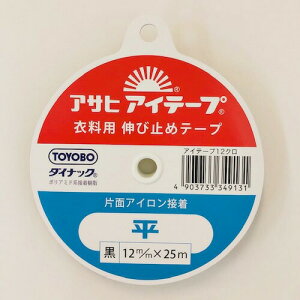 ®
アサヒ アイテープ®
衣料用 伸び止めテープ
アイテープ12クロ
TOYOBO
ダイナック®
ポリアミド系接着樹脂
4 903733 349131
片面アイロン接着
平
黒 12m/m×25m